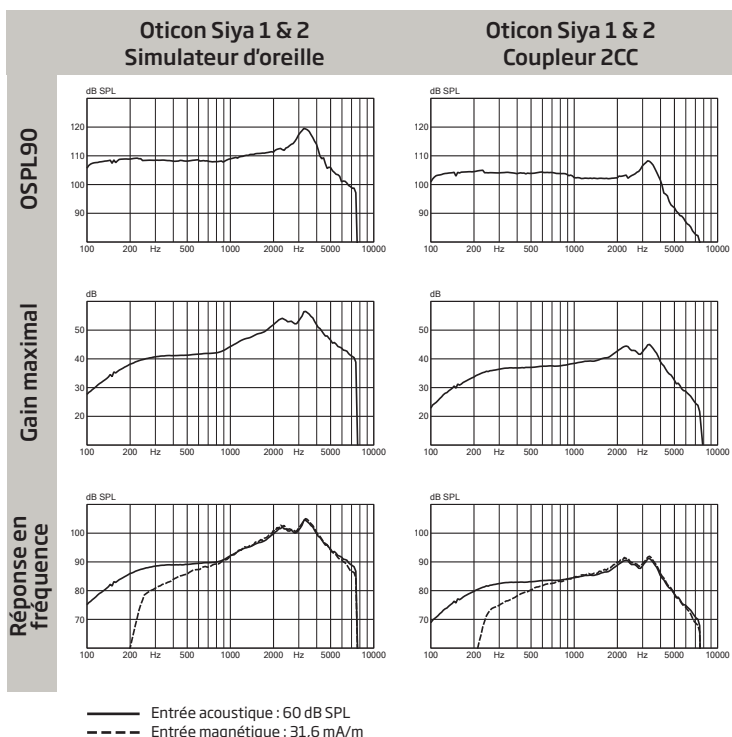 Oticon Siya 1 & 2
Simulateur d'oreille
Oticon Siya 1 & 2
Coupleur 2CC
OSPL90
dB SPL
120
110
100
90
100 200 Hz 500 1000 2000 Hz 5000 10000
dB SPL
120
110
100
90
100 200 Hz 500 1000 2000 Hz 5000 10000
Gain maximal
dB
50
40
30
20
100 200 Hz 500 1000 2000 Hz 5000 10000
dB
50
40
30
20
100 200 Hz 500 1000 2000 Hz 5000 10000
Réponse en
fréquence
dB SPL
100
90
80
70
100 200 Hz 500 1000 2000 Hz 5000 10000
dB SPL
100
90
80
70
100 200 Hz 500 1000 2000 Hz 5000 10000
Entrée acoustique : 60 dB SPL
Entrée magnétique : 31,6 mA/m